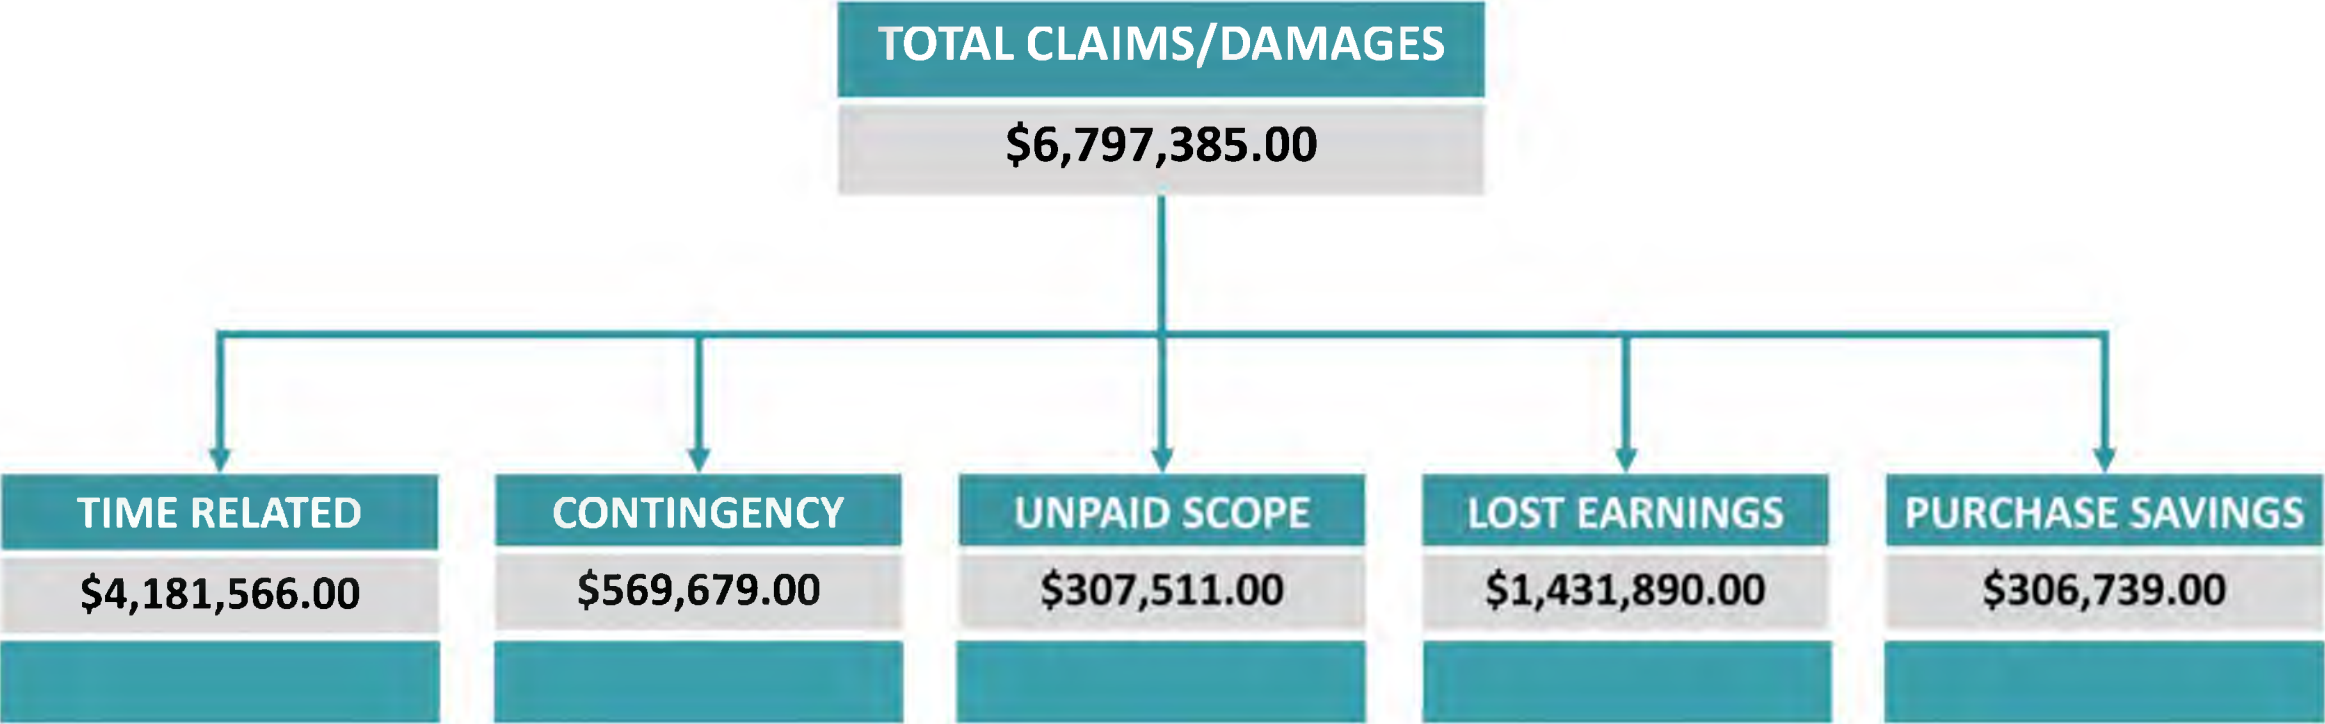 TOTAL CLAIMS/DAMAGES
$6,797,385.00
TIME RELATED
CONTINGENCY
UNPAID SCOPE
LOST EARNINGS
PURCHASE SAVINGS
$4,181,566.00
$569,679.00
$307,511.00
$1,431,890.00
$306,739.00